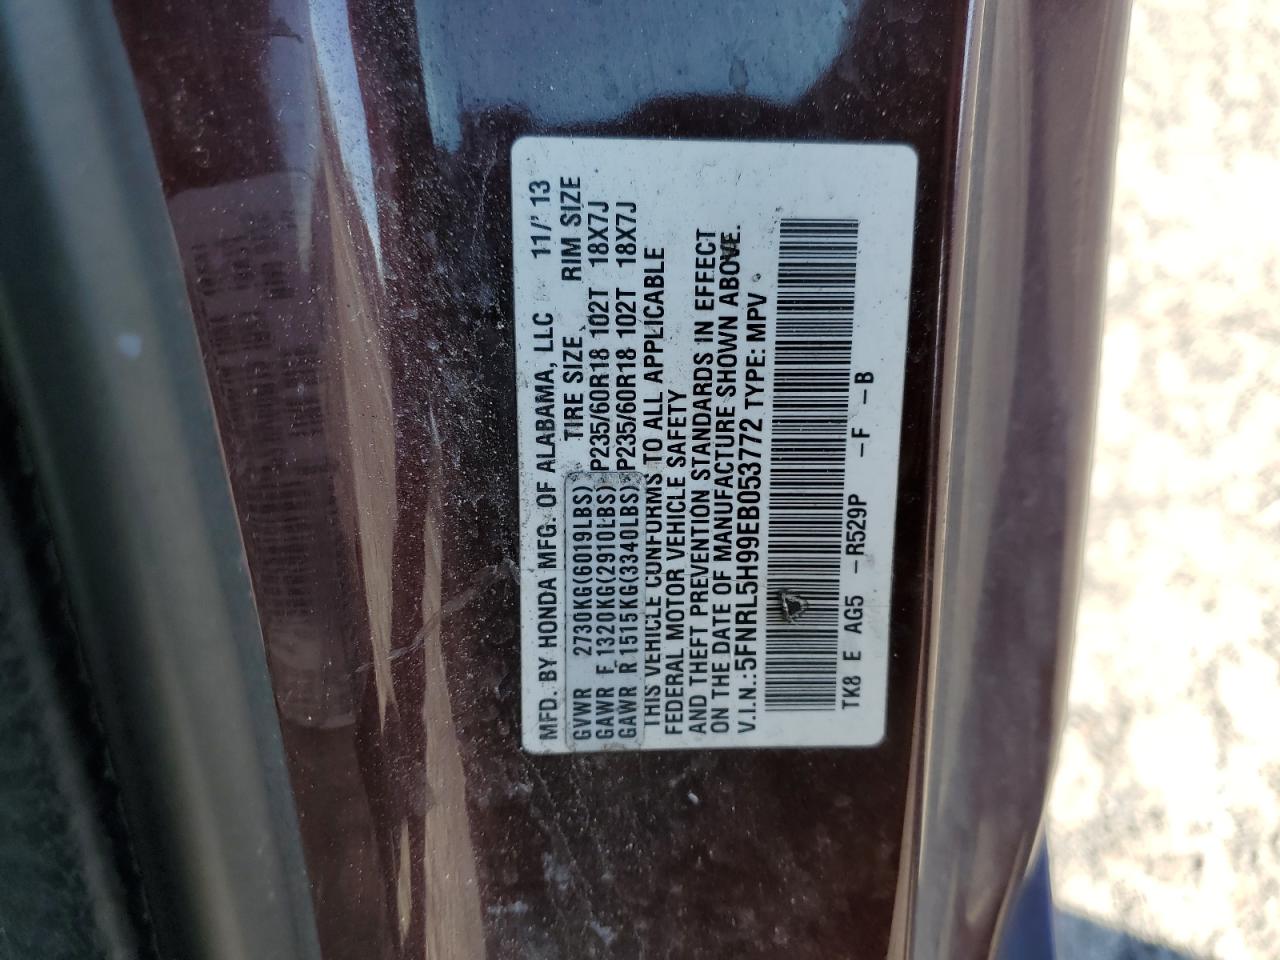 MFD. BY HONDA MFG. OF ALABAMA, LLC 11/' 13
GVWR 2730KG(6019LBS) TIRE SIZE RIM SIZE
GAWR F 1320KG(2910LBS) P235/60R18 102T 18X7J
GAWR R 1515KG(3340LBS) P235/60R18 102T 18X7J
THIS VEHICLE CONFORMS TO ALL APPLICABLE
FEDERAL MOTOR VEHICLE SAFETY
AND THEFT PREVENTION STANDARDS IN EFFECT
ON THE DATE OF MANUFACTURE SHOWN ABOVE.
V.I.N.:5FNRL5H99EB053772 TYPE: MPV
TK8 E AG5 -R529P -F -B